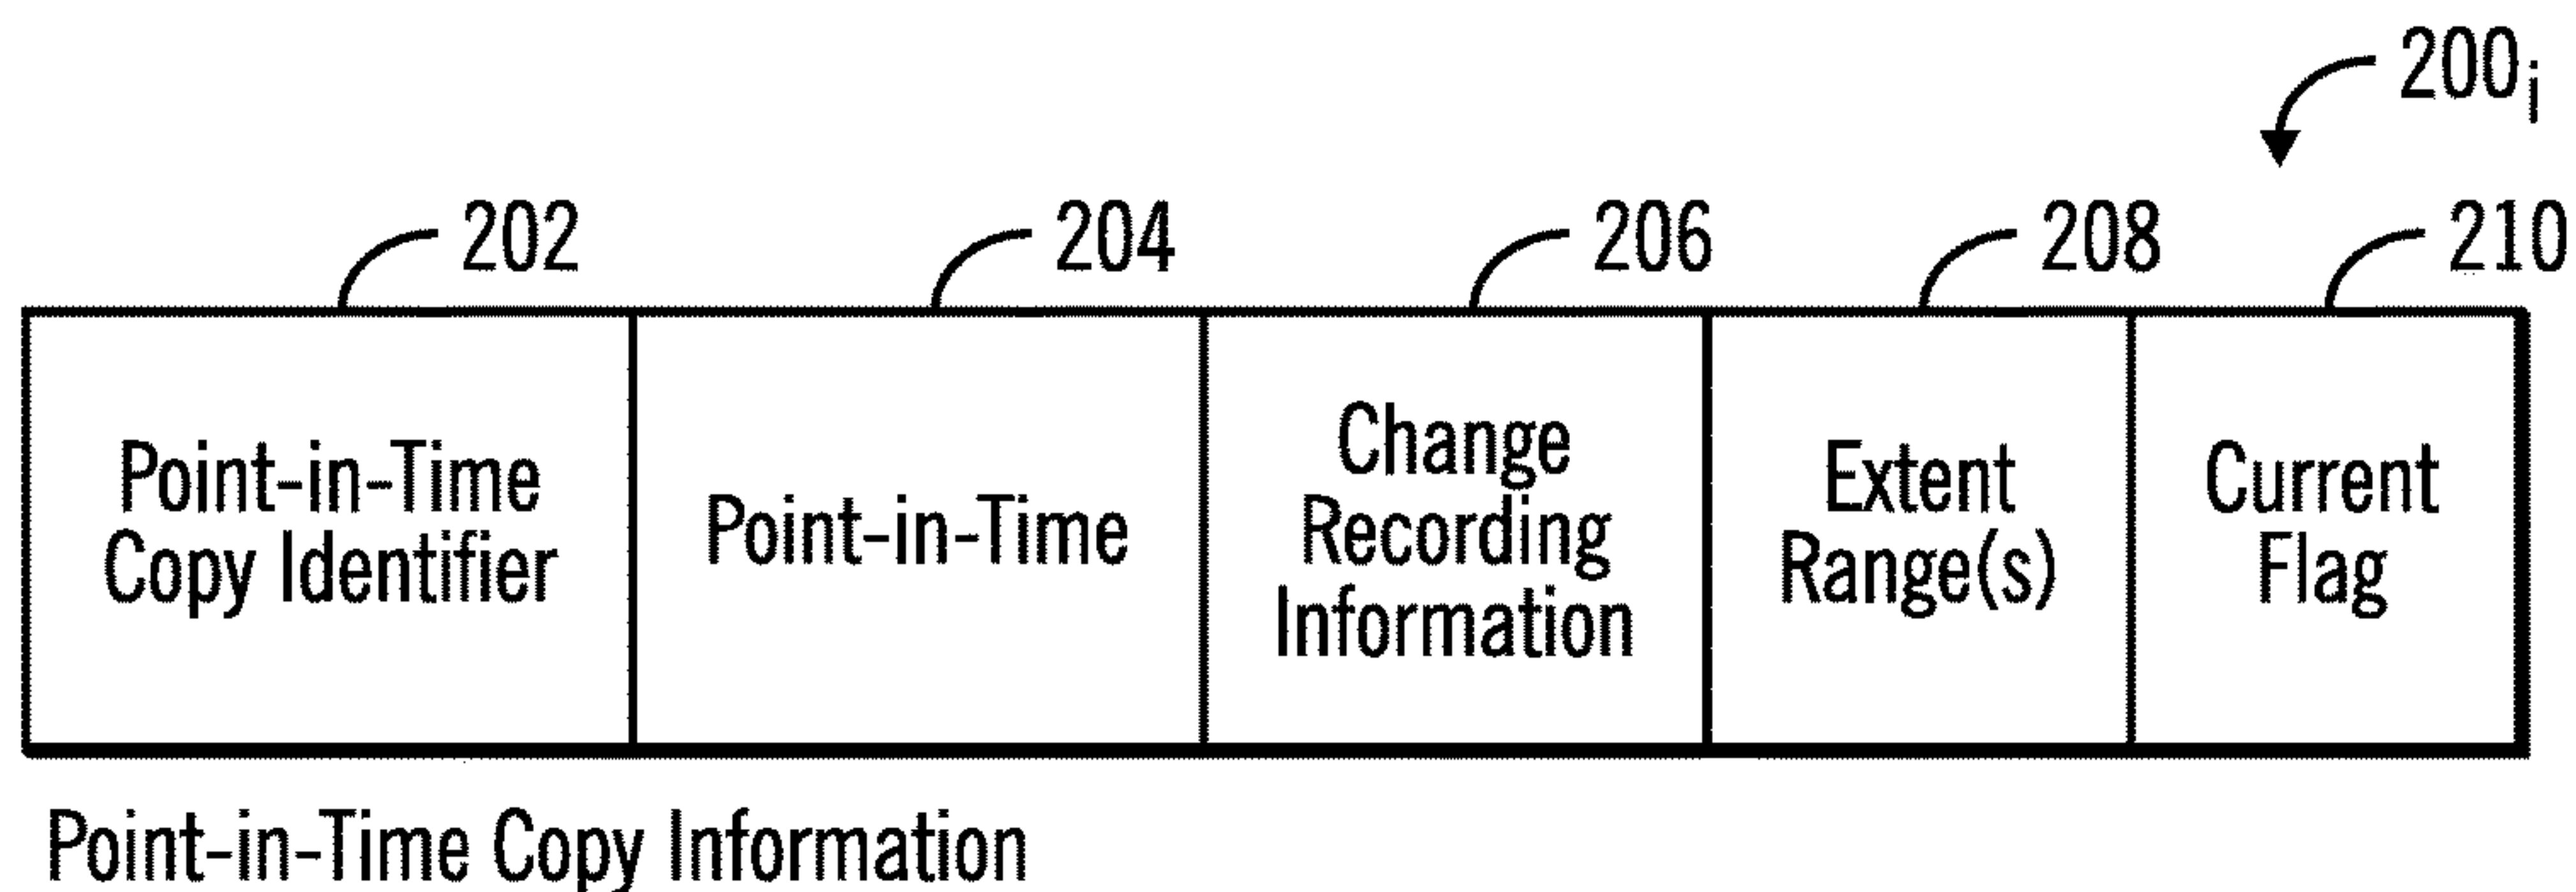 200i
202
204
206
208
210
Point-in-Time
Copy Identifier
Point-in-Time
Change
Recording
Information
Extent
Range(s)
Current
Flag
Point-in-Time Copy Information